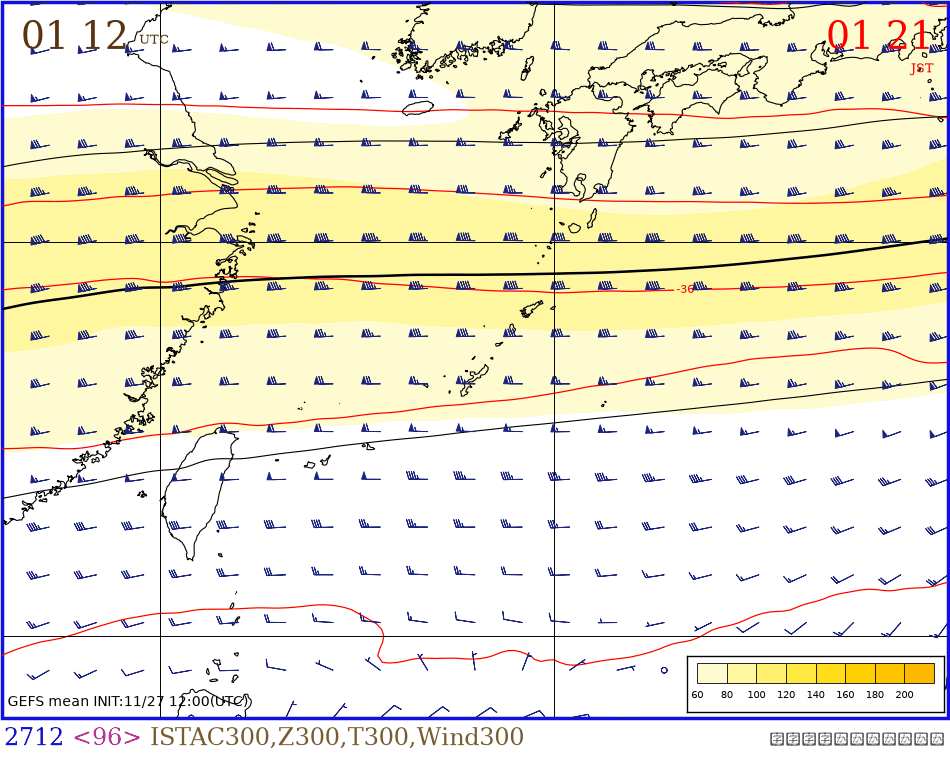 01 12 UTC
01 21
JST
-36
60 80 100 120 140 160 180 200
GEFS mean INIT:11/27 12:00(UTC)
2712 <96> ISTAC300,Z300,T300,Wind300